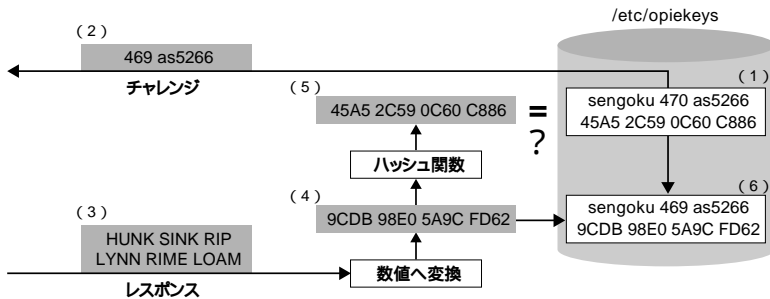 /etc/opiekeys
(2)
469 as5266
チャレンジ
(1)
sengoku 470 as5266
45A5 2C59 0C60 C886
(5)
45A5 2C59 0C60 C886
=
?
ハッシュ関数
(4)
9CDB 98E0 5A9C FD62
(6)
sengoku 469 as5266
9CDB 98E0 5A9C FD62
(3)
HUNK SINK RIP
LYNN RIME LOAM
レスポンス
数値へ変換